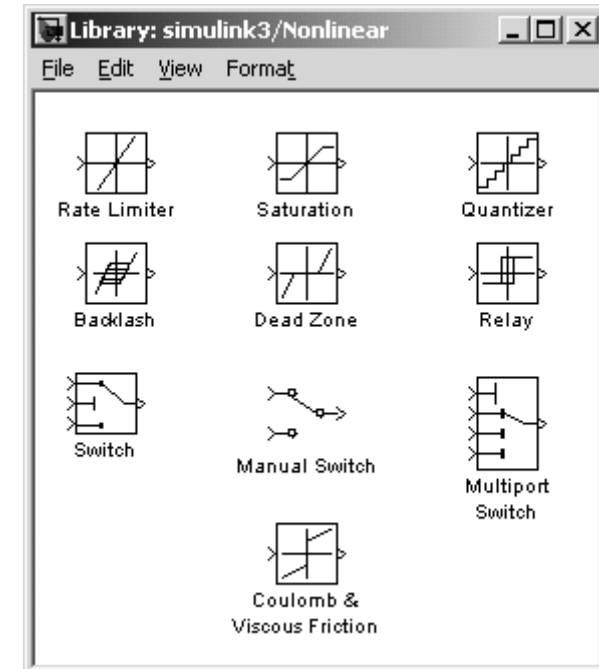 Library: simulink3/Nonlinear
File Edit View Format
Rate Limiter Saturation Quantizer
Backlash Dead Zone Relay
Switch Manual Switch Multiport
Switch
Coulomb &
Viscous Friction